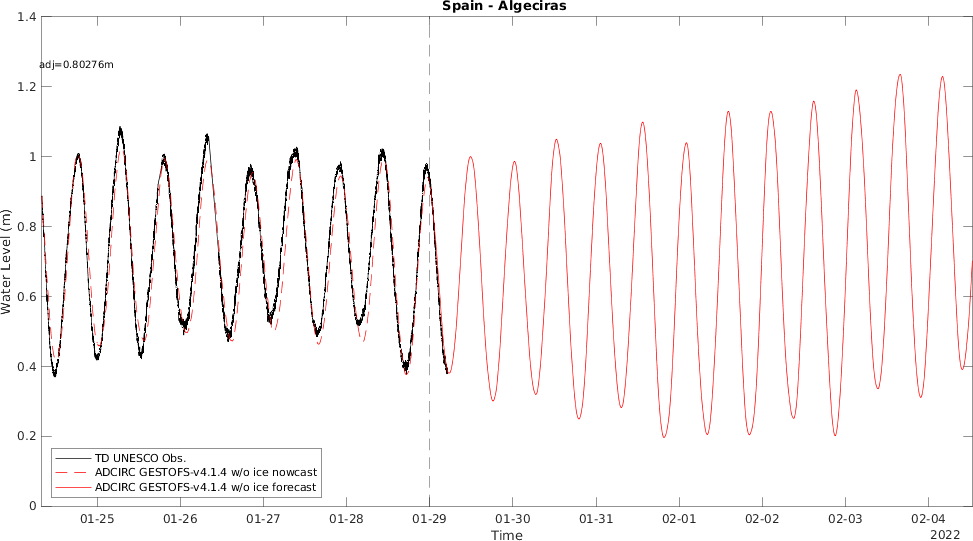 Spain - Algeciras
adj=0.80276m
1.4
1.2
1
0.8
0.6
0.4
0.2
0
Water Level (m)
TD UNESCO Obs.
ADCIRC GESTOFS-v4.1.4 w/o ice nowcast
ADCIRC GESTOFS-v4.1.4 w/o ice forecast
01-25 01-26 01-27 01-28 01-29 01-30 01-31 02-01 02-02 02-03 02-04
Time
2022